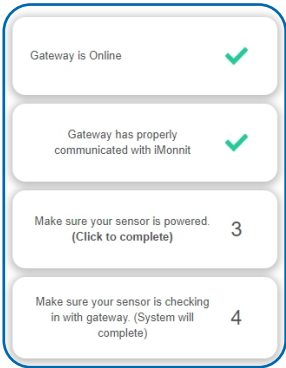 Gateway is Online
Gateway has properly
communicated with iMonnit
Make sure your sensor is powered.
(Click to complete)
3
Make sure your sensor is checking
in with gateway. (System will
complete)
4